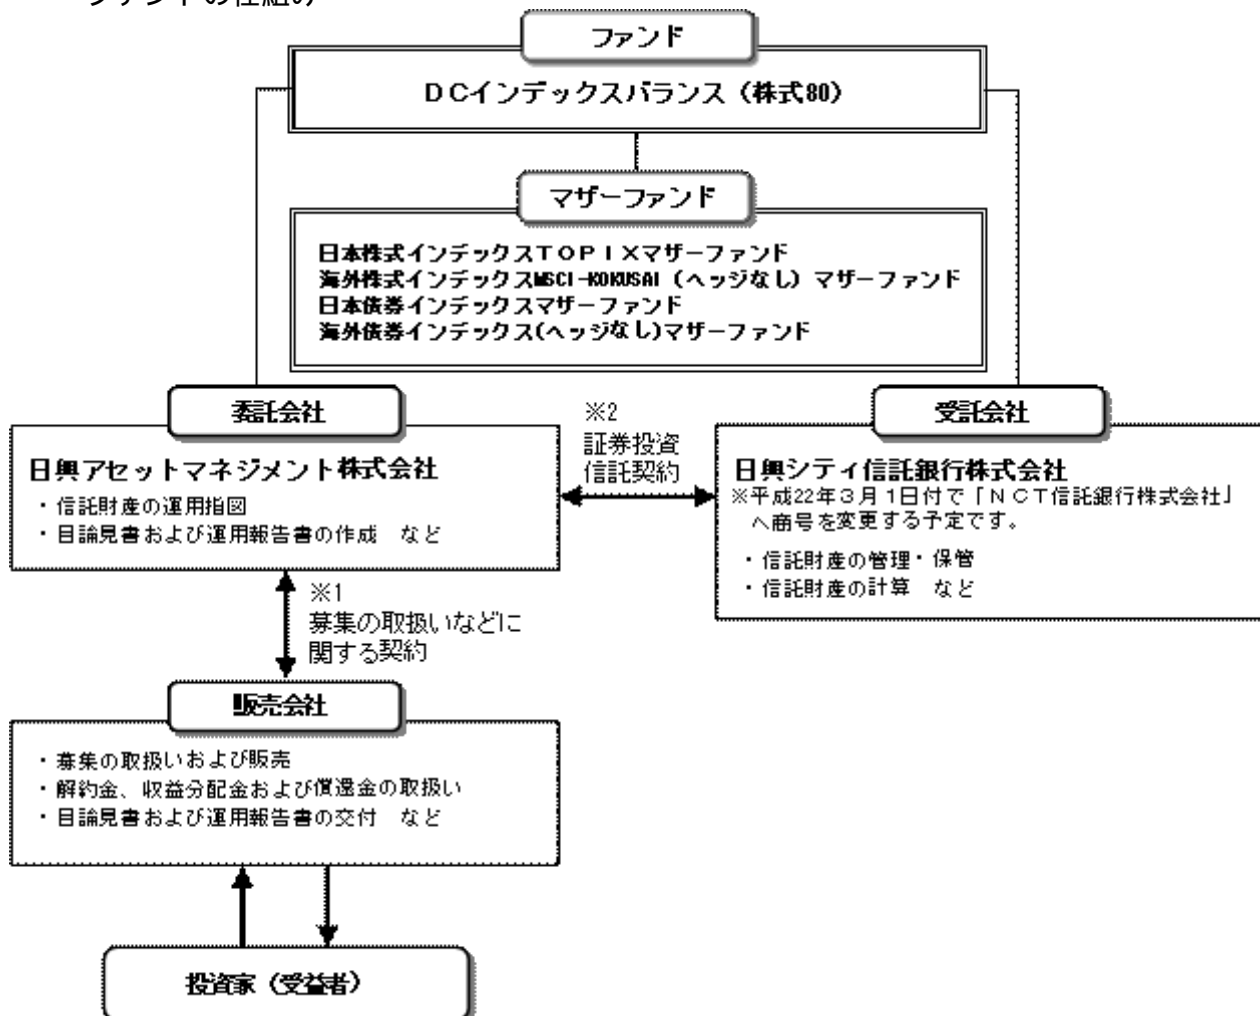 ファンドの仕組み
ファンド
DCインデックスバランス（株式80）
マザーファンド
日本株式インデックスTOPIXマザーファンド
海外株式インデックスMSCI-KOKUSAI（ヘッジなし）マザーファンド
日本債券インデックスマザーファンド
海外債券インデックス(ヘッジなし)マザーファンド
委託会社
日興アセットマネジメント株式会社
・信託財産の運用指図
・目論見書および運用報告書の作成　など
※2
証券投資
信託契約
受託会社
日興シティ信託銀行株式会社
※平成22年3月1日付で「NCT信託銀行株式会社」
へ商号を変更する予定です。
・信託財産の管理・保管
・信託財産の計算　など
※1
募集の取扱いなどに
関する契約
販売会社
・募集の取扱いおよび販売
・解約金、収益分配金および償還金の取扱い
・目論見書および運用報告書の交付　など
投資家（受益者）